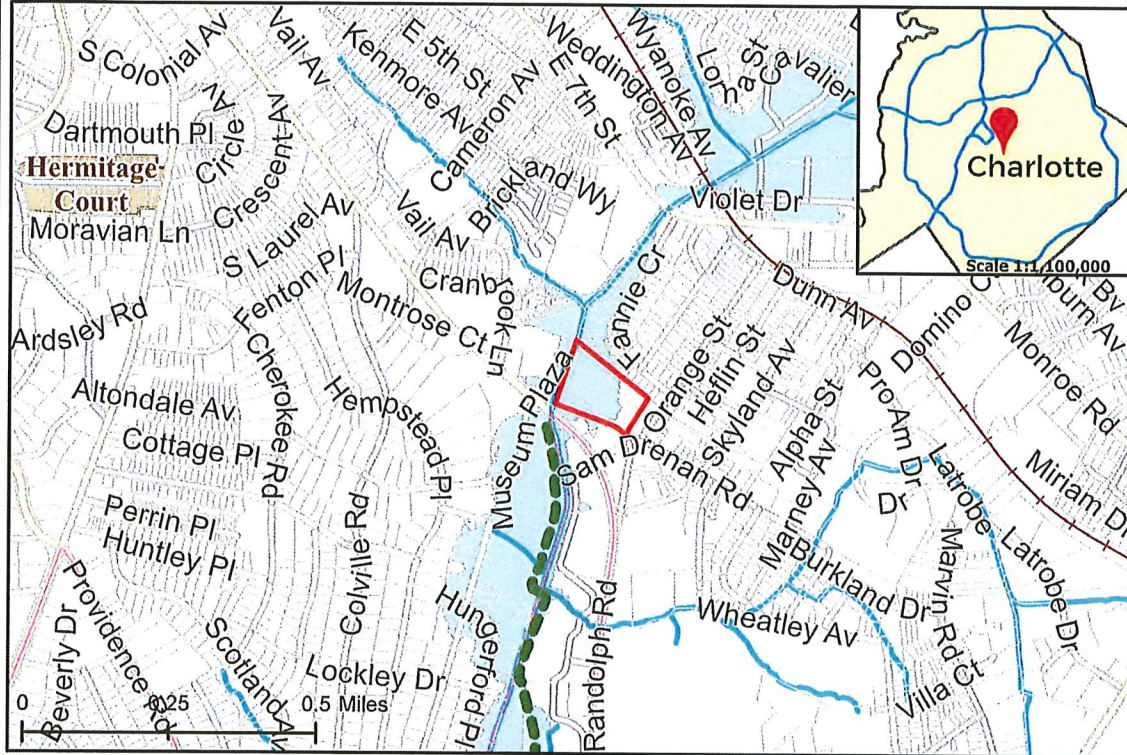 S Colonial Av
Vail Av
Kenmore Av
E 5th St
Cameron Av
E 7th St
Weddington Av
Wyanoke Av
Lorna St
Cavalier
Dartmouth Pl
Circle Av
Crescent Av
Hermitage
Court
Moravian Ln
Brickland Wy
Violet Dr
Charlotte
Scale 1:1,100,000
S Laurel Av
Vail Av
Cranbrook Ln
Fannie Cr
Dunn Av
Domino
Monroe Rd
Ardsley Rd
Fenton Pl
Montrose Ct
Cherokee Rd
Hempstead Pl
Museum Plaza
Orange St
Heflin St
Skyland Av
Alpha St
Pro Am Dr
Dr
Altondale Av
Cottage Pl
Sam Drenan Rd
Marney Av
Latrobe
Miriam Dr
Perrin Pl
Huntley Pl
Colville Rd
Burkland Dr
Marvin Rd
Latrobe Dr
Providence Rd
Beverly Dr
Scotland Av
Hungerford Pl
Randolph Rd
Wheatley Av
Villa Ct
Lockley Dr
0 0.25 0.5 Miles